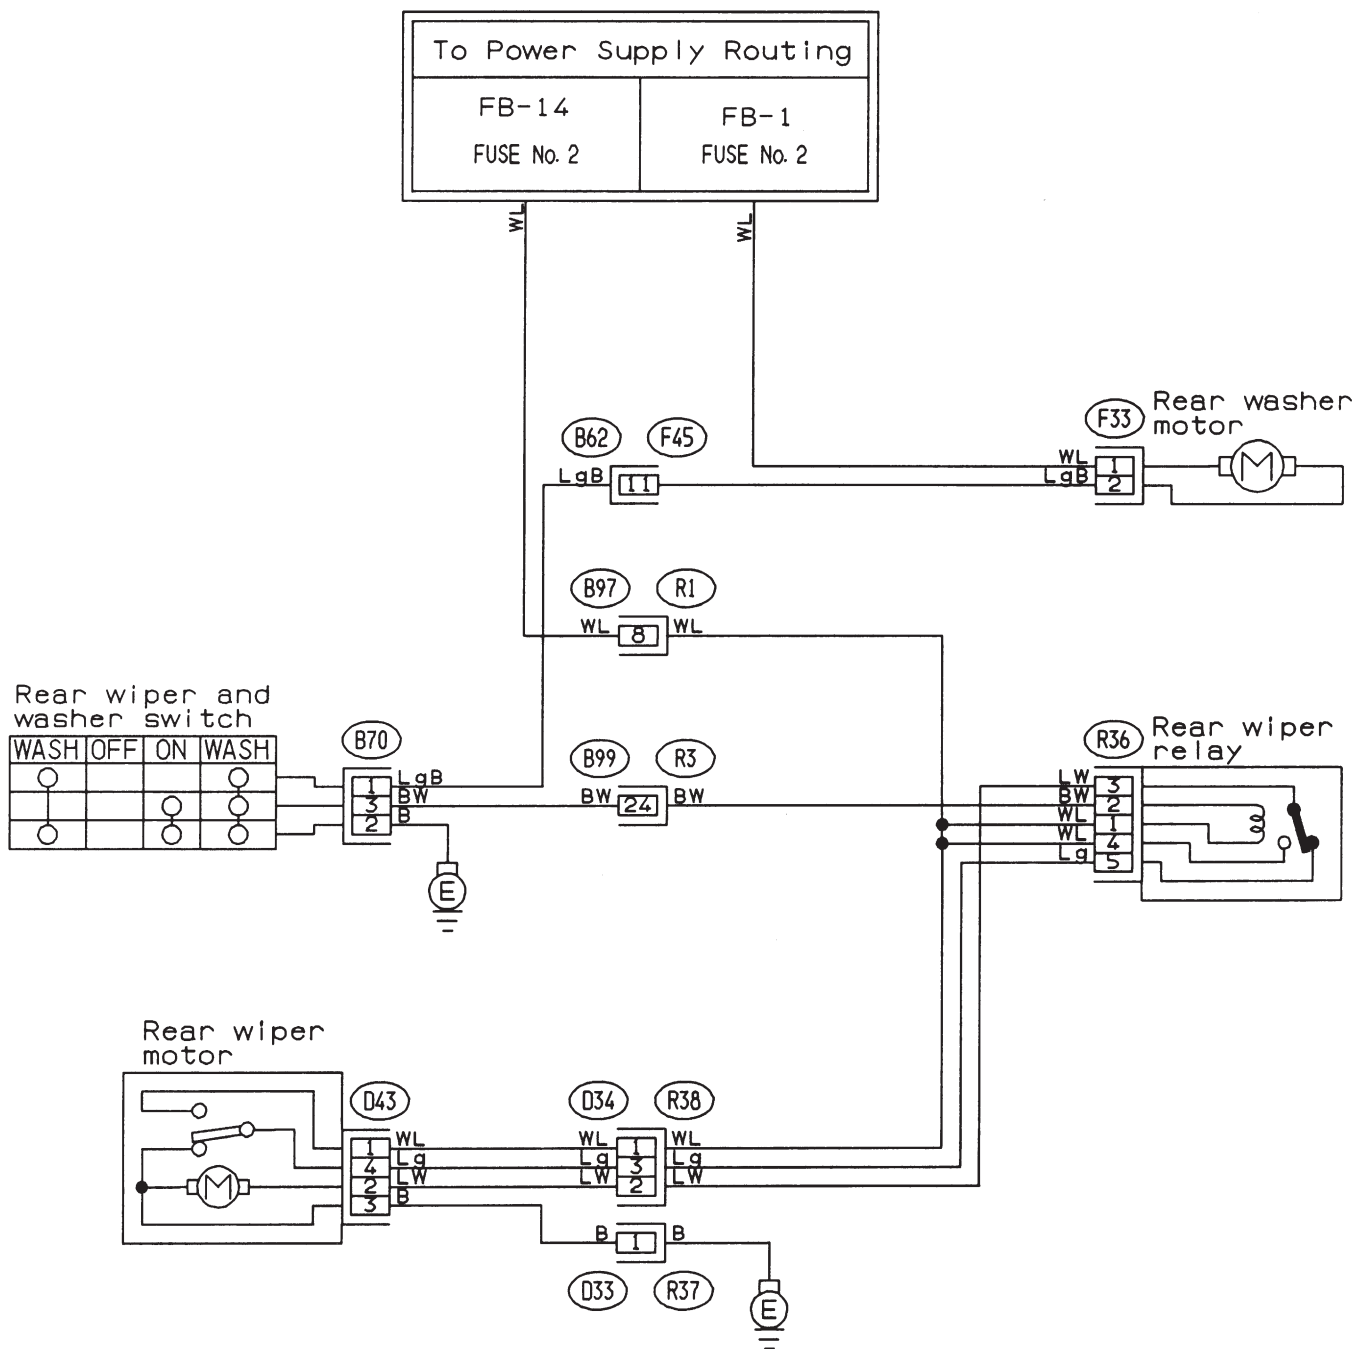 To Power Supply Routing
FB-14
FUSE No. 2
FB-1
FUSE No. 2
WL
WL
B62
F45
F33
Rear washer
motor
LgB
11
WL
LgB
1
2
M
B97
R1
WL
8
WL
Rear wiper and
washer switch
WASH OFF ON WASH
B70
1
3
2
LgB
BW
B
E
B99
R3
BW
24
BW
R36
Rear wiper
relay
LW
BW
WL
WL
Lg
3
2
1
4
5
Rear wiper
motor
M
D43
1
4
2
3
WL
Lg
LW
B
D34
R38
WL
Lg
LW
1
3
2
WL
Lg
LW
B
1
B
D33
R37
E